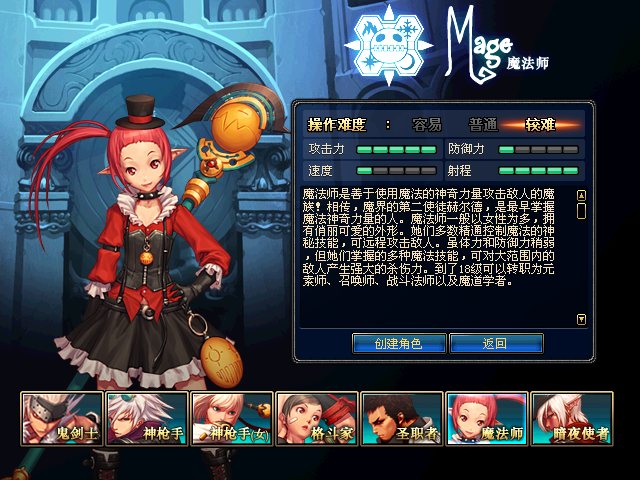 Mage
魔法师
操作难度 : 容易 普通 较难
攻击力 防御力
速度 射程
魔法师是善于使用魔法的神奇力量攻击敌人的魔
族! 相传，魔界的第二使徒赫尔德，是最早掌握
魔法神奇力量的人。魔法师一般以女性为多，拥
有俏丽可爱的外形。她们多数精通控制魔法的神
秘技能，可远程攻击敌人。虽体力和防御力稍弱
，但她们掌握的多种魔法技能，可对大范围内的
敌人产生强大的杀伤力。到了18级可以转职为元
素师、召唤师、战斗法师以及魔道学者。
创建角色 返回
鬼剑士 神枪手 神枪手(女) 格斗家 圣职者 魔法师 暗夜使者